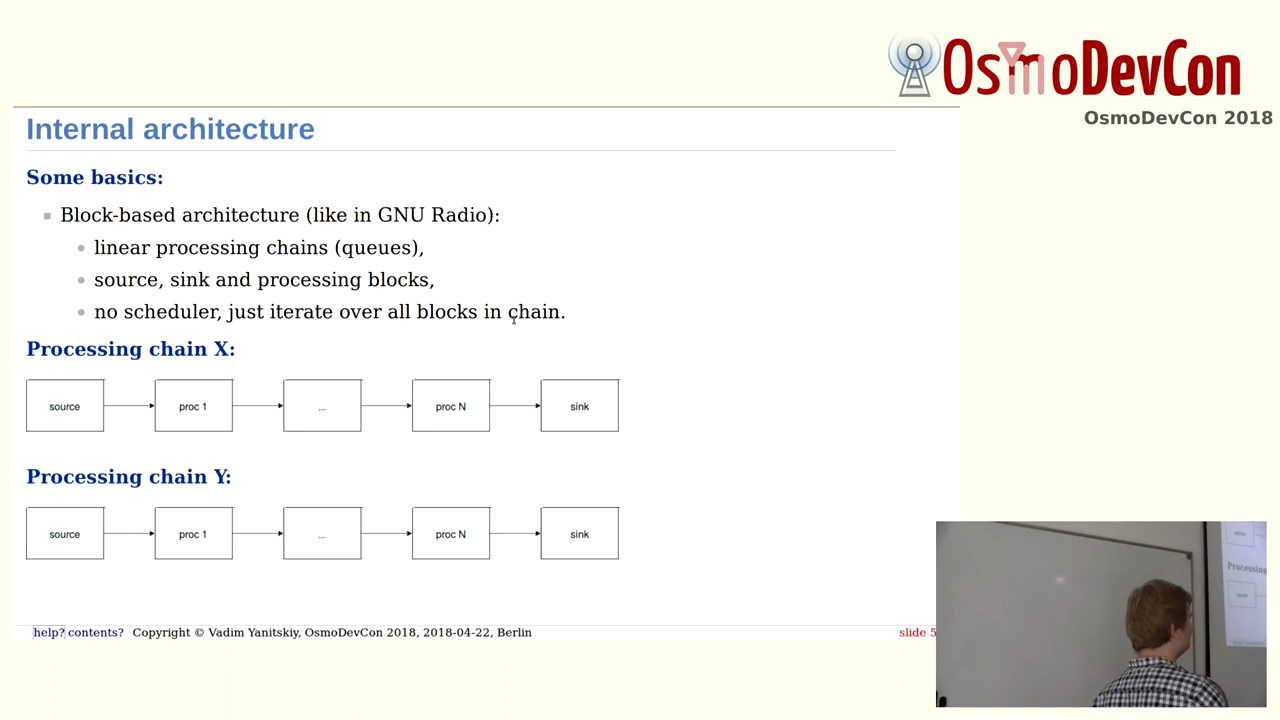 OsmoDevCon
OsmoDevCon 2018
Internal architecture
Some basics:
Block-based architecture (like in GNU Radio):
linear processing chains (queues),
source, sink and processing blocks,
no scheduler, just iterate over all blocks in chain.
Processing chain X:
source proc 1 ... proc N sink
Processing chain Y:
source proc 1 ... proc N sink
help? contents? Copyright © Vadim Yanitskiy, OsmoDevCon 2018, 2018-04-22, Berlin slide 5
Processing